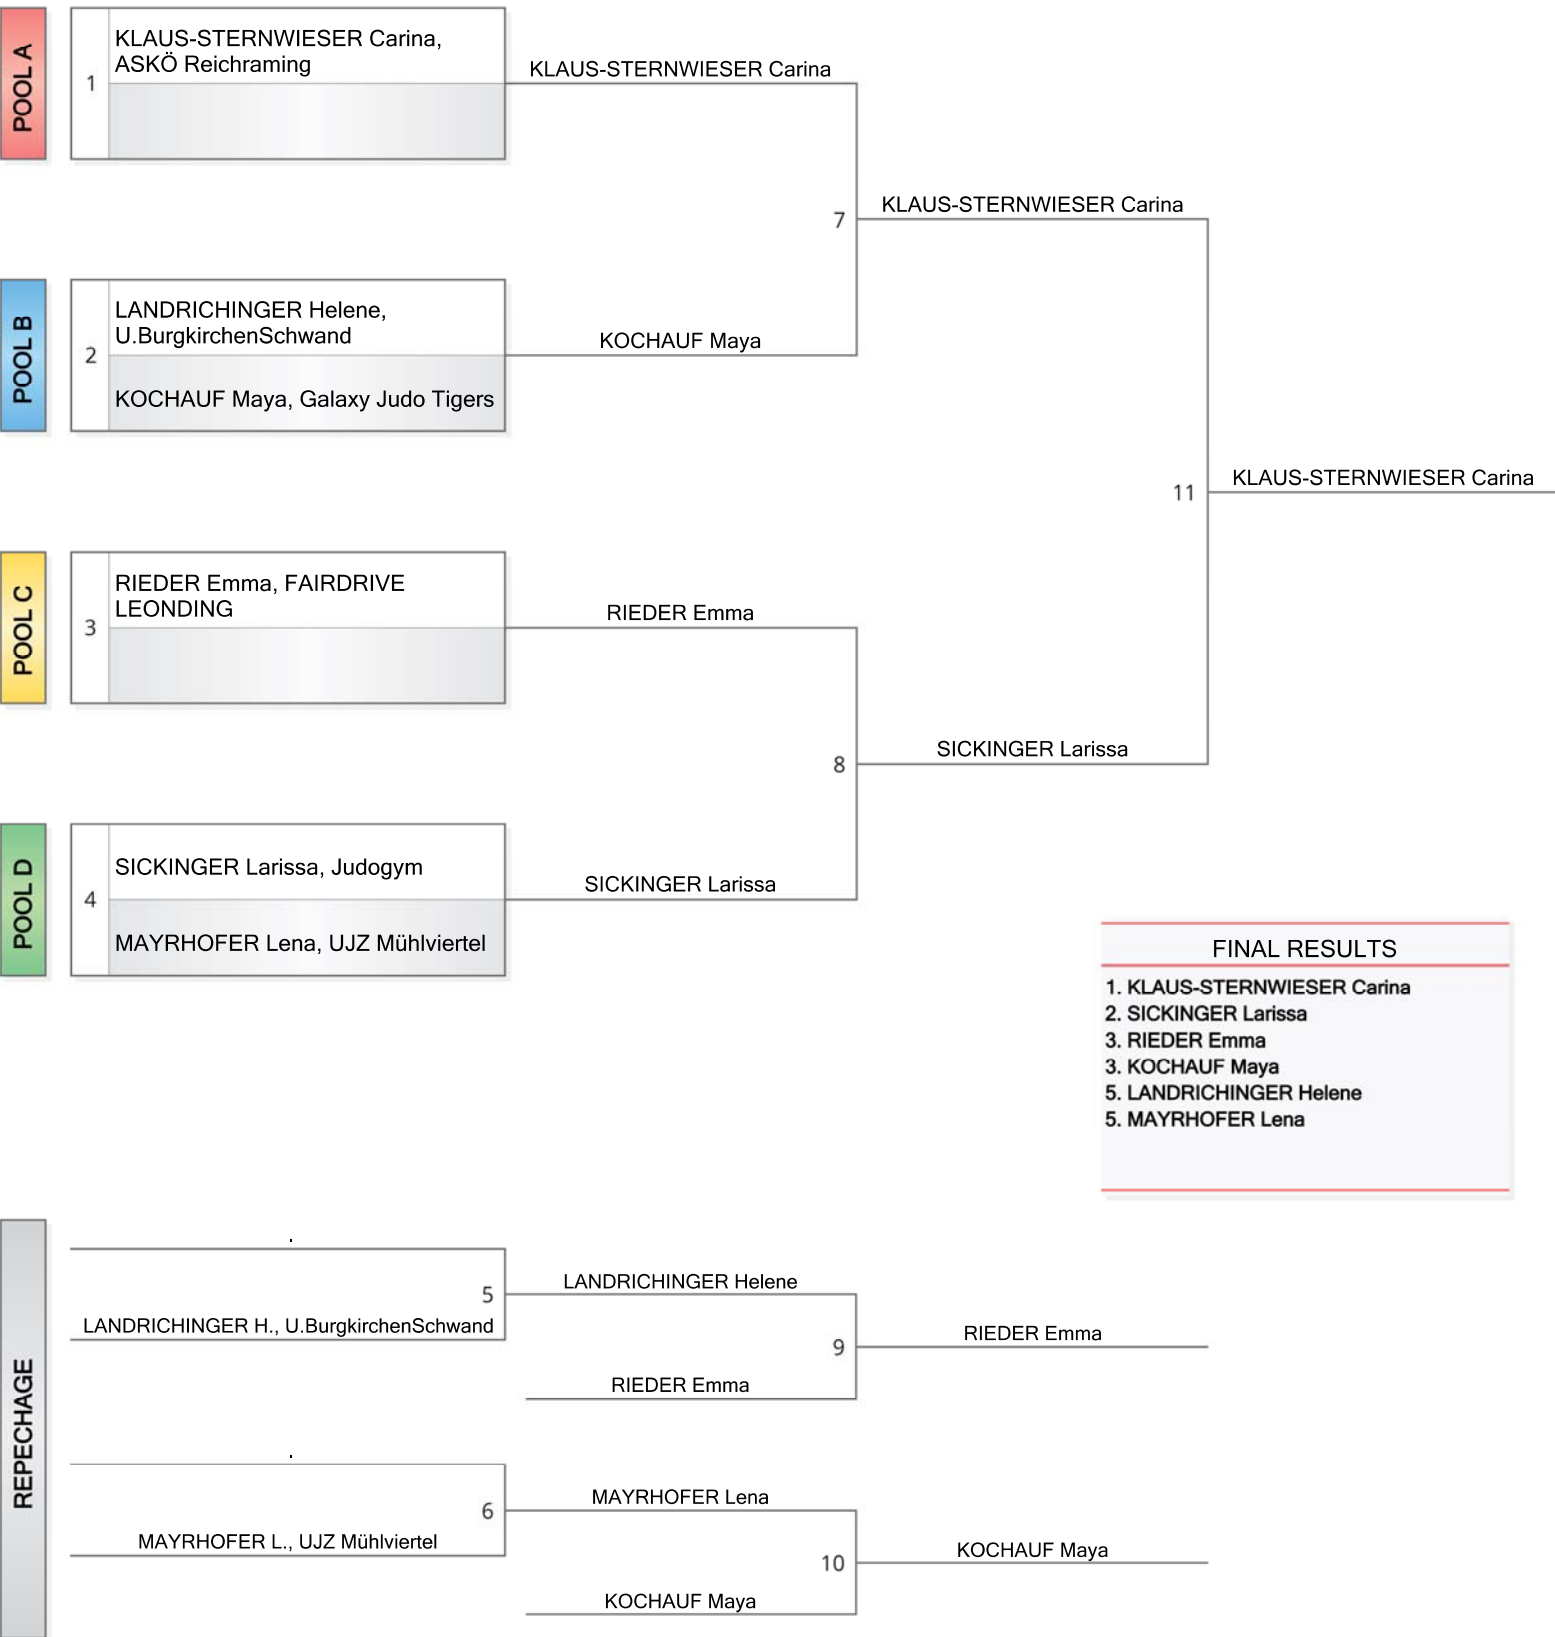 POOL A
1
KLAUS-STERNWIESER Carina,
ASKÖ Reichraming
KLAUS-STERNWIESER Carina
7
KLAUS-STERNWIESER Carina
POOL B
2
LANDRICHINGER Helene,
U.BurgkirchenSchwand
KOCHAUF Maya, Galaxy Judo Tigers
KOCHAUF Maya
11
KLAUS-STERNWIESER Carina
POOL C
3
RIEDER Emma, FAIRDRIVE
LEONDING
RIEDER Emma
8
SICKINGER Larissa
POOL D
4
SICKINGER Larissa, Judogym
MAYRHOFER Lena, UJZ Mühlviertel
SICKINGER Larissa
FINAL RESULTS
1. KLAUS-STERNWIESER Carina
2. SICKINGER Larissa
3. RIEDER Emma
3. KOCHAUF Maya
5. LANDRICHINGER Helene
5. MAYRHOFER Lena
REPECHAGE
.
5
LANDRICHINGER H., U.BurgkirchenSchwand
LANDRICHINGER Helene
9
RIEDER Emma
RIEDER Emma
.
6
MAYRHOFER L., UJZ Mühlviertel
MAYRHOFER Lena
10
KOCHAUF Maya
KOCHAUF Maya